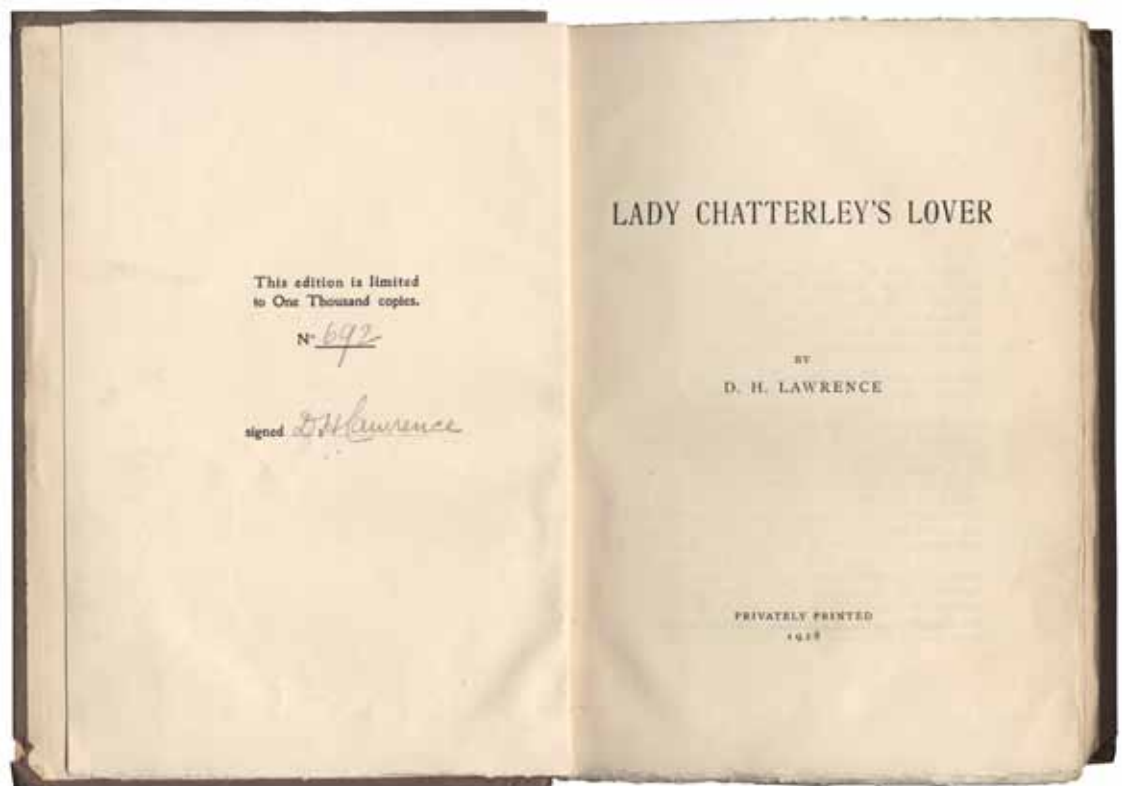 This edition is limited
to One Thousand copies.
No. 692
signed D. H. Lawrence
LADY CHATTERLEY'S LOVER
BY
D. H. LAWRENCE
PRIVATELY PRINTED
1928